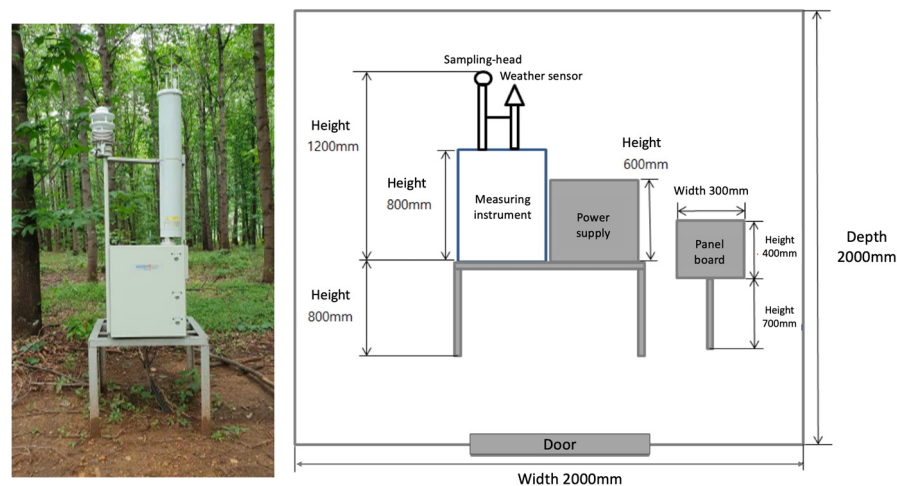 Sampling-head
Weather sensor
Height
1200mm
Height
800mm
Measuring
instrument
Height
600mm
Power
supply
Width 300mm
Panel
board
Height
400mm
Height
700mm
Height
800mm
Depth
2000mm
Door
Width 2000mm